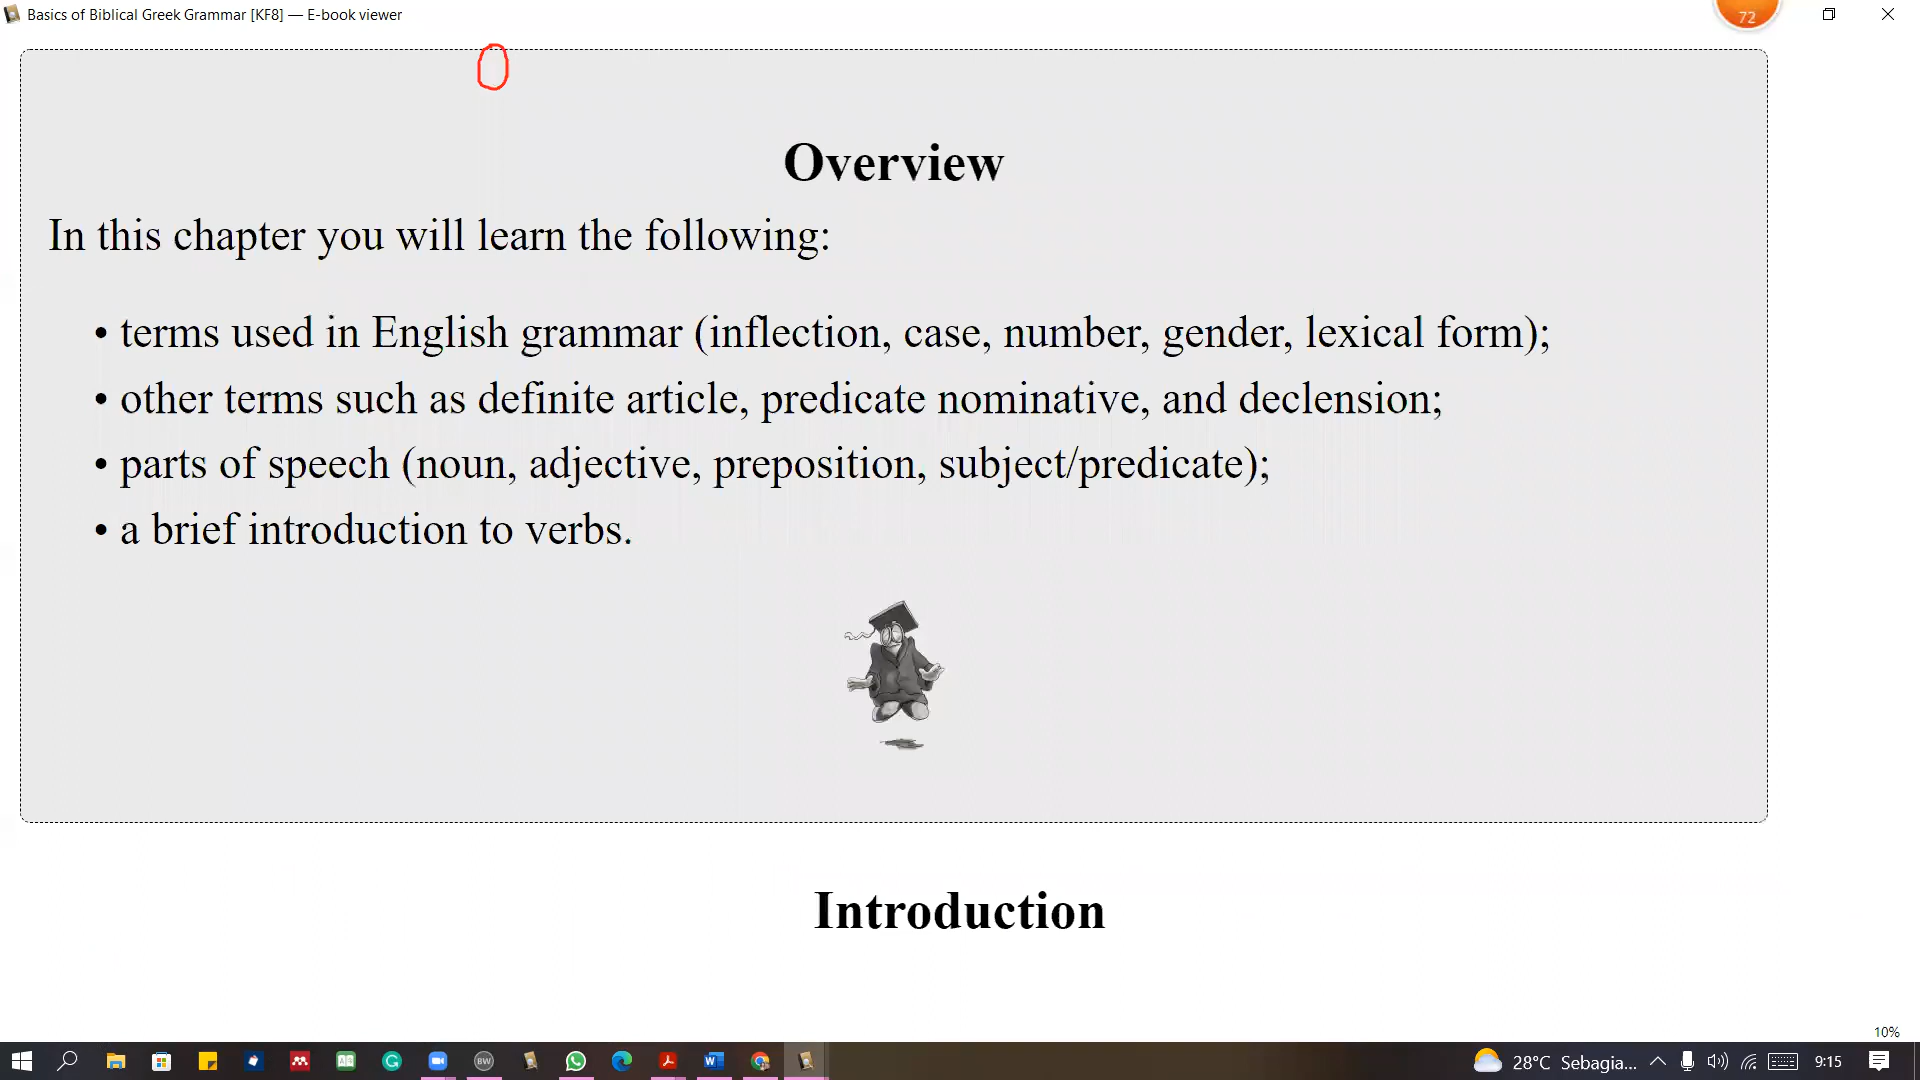 Basics of Biblical Greek Grammar [KF8] — E-book viewer
72
Overview
In this chapter you will learn the following:
• terms used in English grammar (inflection, case, number, gender, lexical form);
• other terms such as definite article, predicate nominative, and declension;
• parts of speech (noun, adjective, preposition, subject/predicate);
• a brief introduction to verbs.
Introduction
10%
BW
28°C Sebagia...
9:15